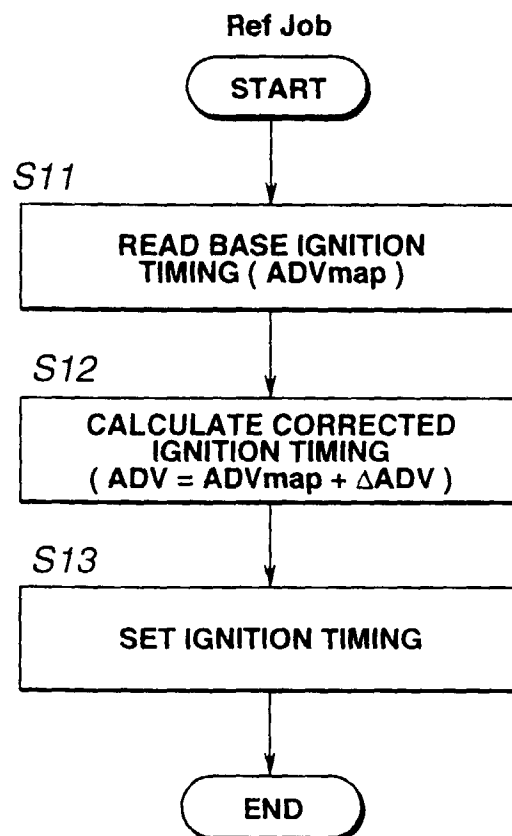 Ref Job
START
S11
READ BASE IGNITION
TIMING ( ADVmap )
S12
CALCULATE CORRECTED
IGNITION TIMING
( ADV = ADVmap + ΔADV )
S13
SET IGNITION TIMING
END